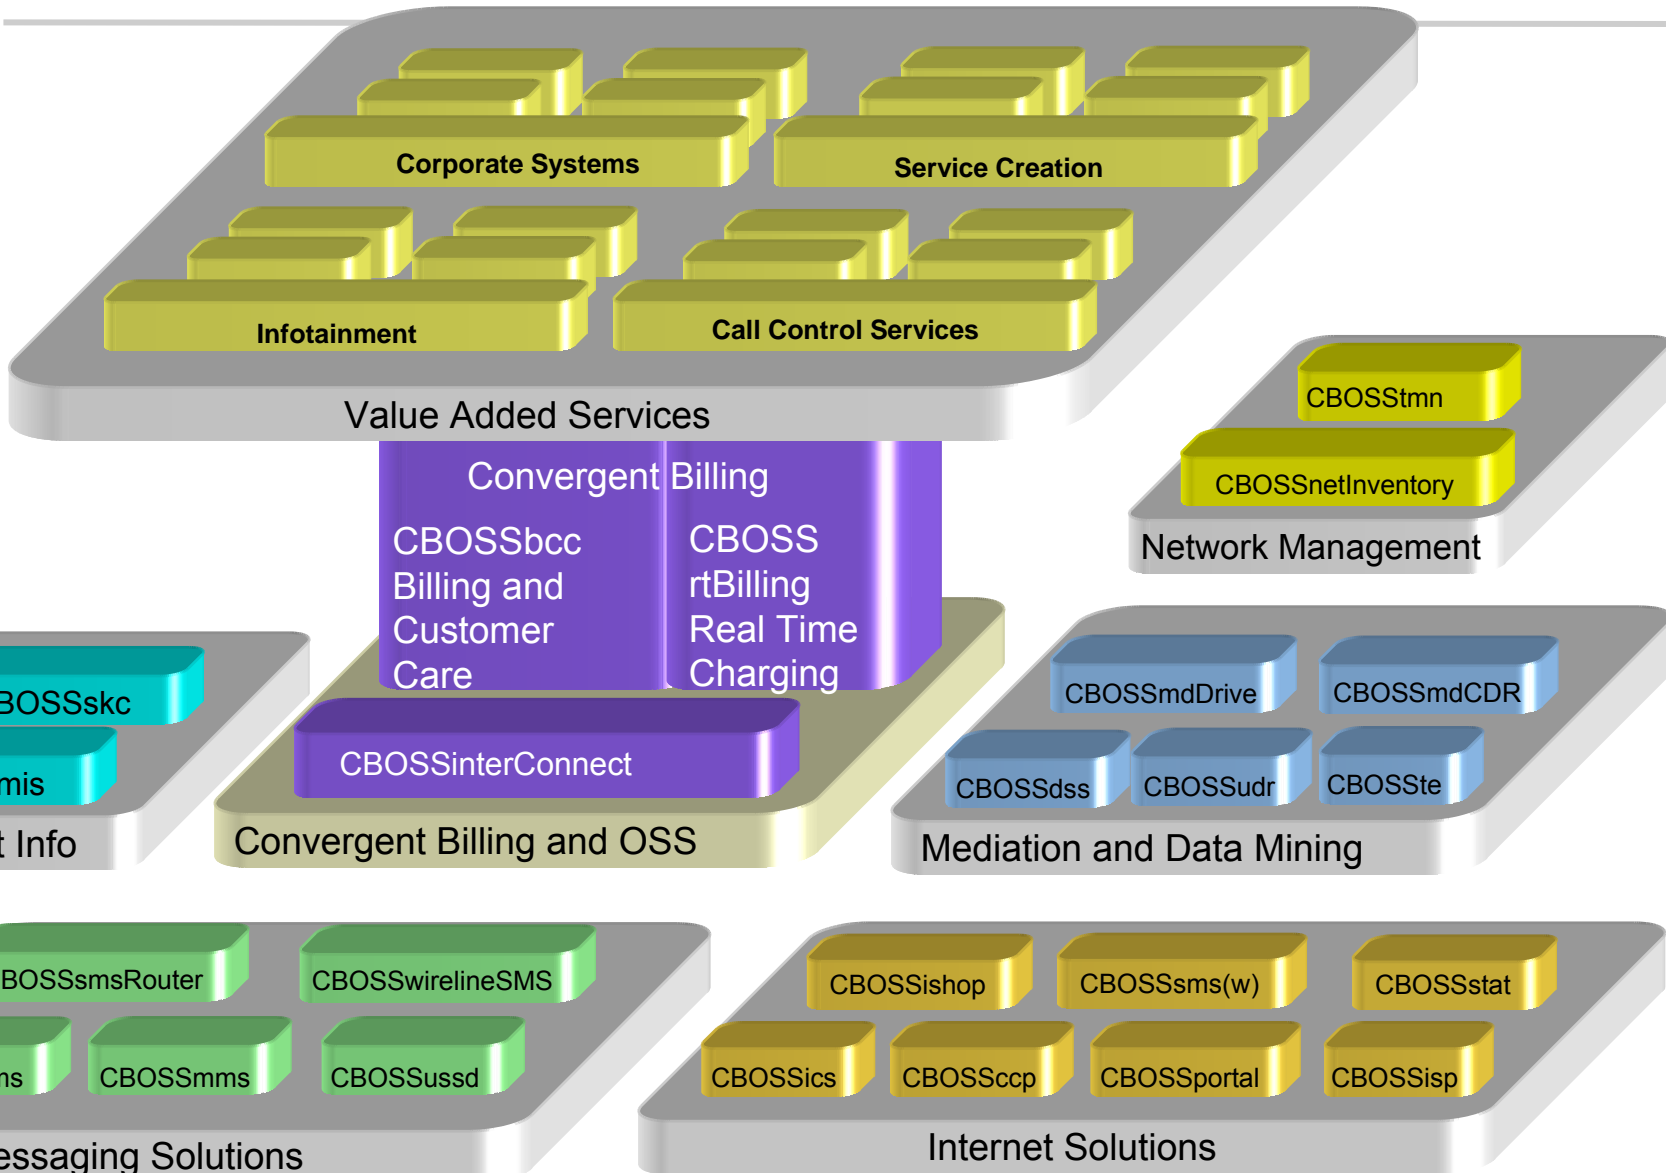 Corporate Systems
Service Creation
Infotainment
Call Control Services
Value Added Services
CBOSStmn
CBOSSnetInventory
Network Management
Convergent Billing
CBOSSbcc
Billing and
Customer
Care
CBOSS
rtBilling
Real Time
Charging
CBOSSinterConnect
Convergent Billing and OSS
BOSSskc
mis
t Info
CBOSSmdDrive
CBOSSmdCDR
CBOSSdss
CBOSSudr
CBOSSte
Mediation and Data Mining
BOSSsmsRouter
CBOSSwirelineSMS
ms
CBOSSmms
CBOSSussd
essaging Solutions
CBOSSishop
CBOSSsms(w)
CBOSSstat
CBOSSics
CBOSSccp
CBOSSportal
CBOSSisp
Internet Solutions